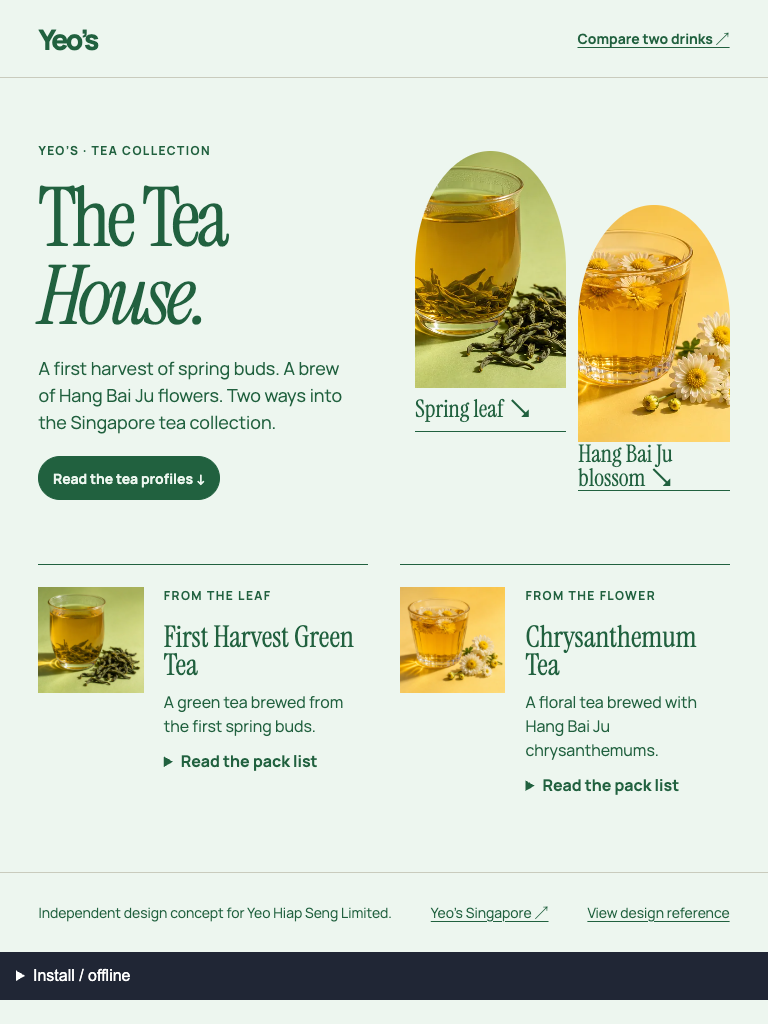 Yeo's
Compare two drinks ↗
YEO'S · TEA COLLECTION
The Tea
House.
A first harvest of spring buds. A brew
of Hang Bai Ju flowers. Two ways into
the Singapore tea collection.
Read the tea profiles ↓
Spring leaf ↘
Hang Bai Ju
blossom ↘
FROM THE LEAF
First Harvest Green
Tea
A green tea brewed from
the first spring buds.
▶ Read the pack list
FROM THE FLOWER
Chrysanthemum
Tea
A floral tea brewed with
Hang Bai Ju
chrysanthemums.
▶ Read the pack list
Independent design concept for Yeo Hiap Seng Limited.
Yeo's Singapore ↗
View design reference
▶ Install / offline